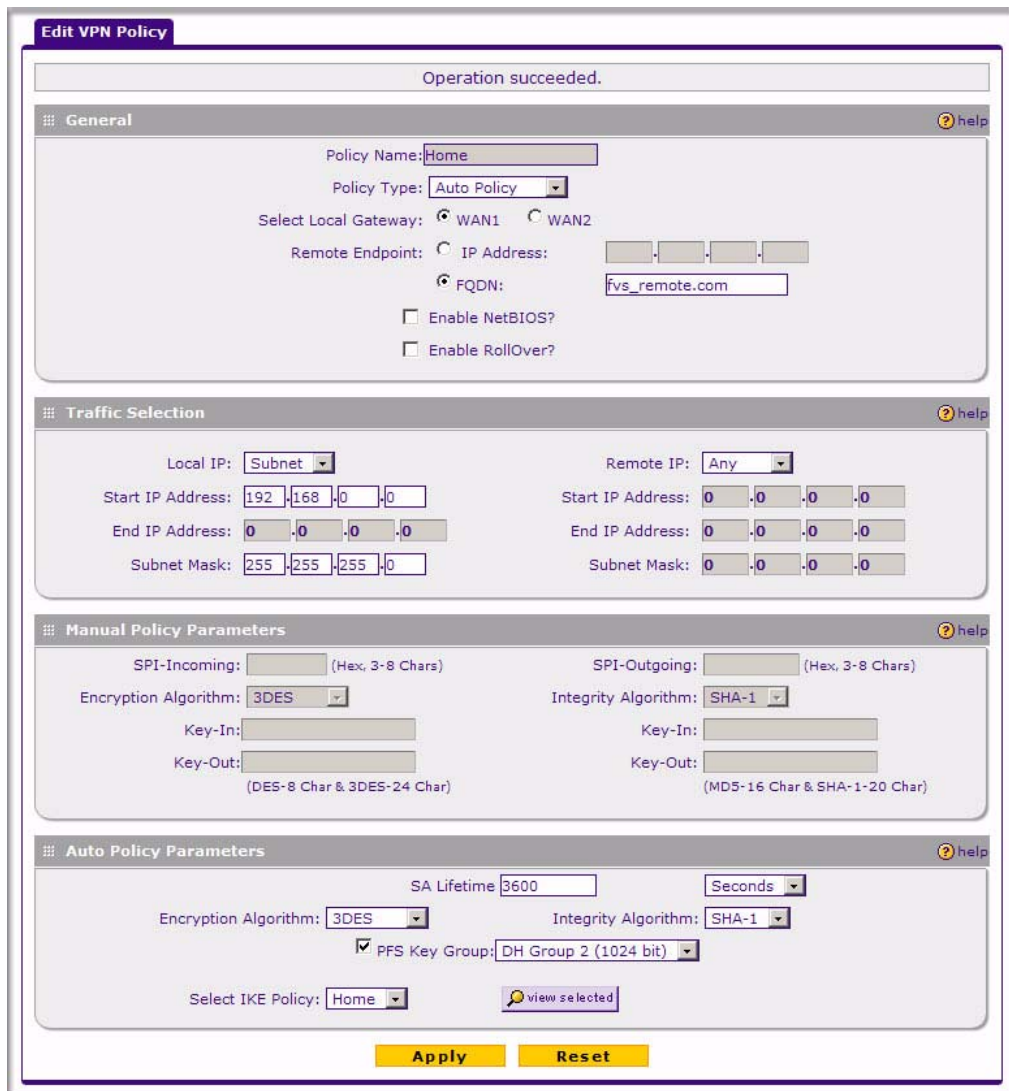 Edit VPN Policy
Operation succeeded.
General
help
Policy Name: Home
Policy Type: Auto Policy
Select Local Gateway: WAN1 WAN2
Remote Endpoint: IP Address: . . .
FQDN: fvs_remote.com
Enable NetBIOS?
Enable RollOver?
Traffic Selection
help
Local IP: Subnet
Remote IP: Any
Start IP Address: 192 .168 .0 .0
Start IP Address: 0 .0 .0 .0
End IP Address: 0 .0 .0 .0
End IP Address: 0 .0 .0 .0
Subnet Mask: 255 .255 .255 .0
Subnet Mask: 0 .0 .0 .0
Manual Policy Parameters
help
SPI-Incoming: (Hex, 3-8 Chars)
SPI-Outgoing: (Hex, 3-8 Chars)
Encryption Algorithm: 3DES
Integrity Algorithm: SHA-1
Key-In:
Key-In:
Key-Out:
Key-Out:
(DES-8 Char & 3DES-24 Char)
(MD5-16 Char & SHA-1-20 Char)
Auto Policy Parameters
help
SA Lifetime 3600 Seconds
Encryption Algorithm: 3DES
Integrity Algorithm: SHA-1
PFS Key Group: DH Group 2 (1024 bit)
Select IKE Policy: Home
view selected
Apply
Reset